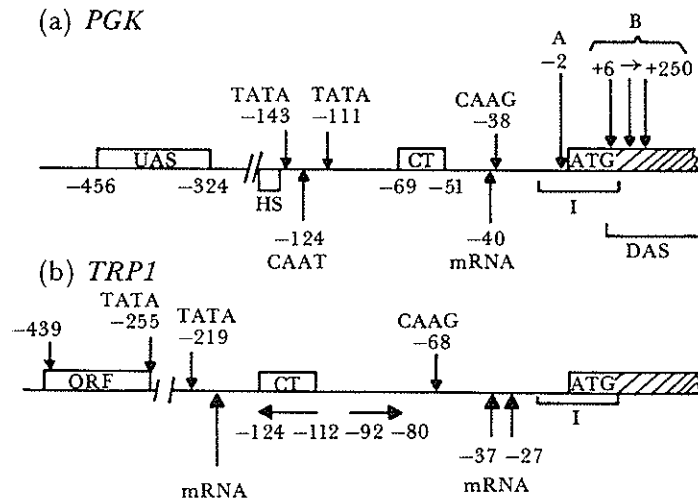 (a) PGK
A B
−2 +6 → +250
TATA TATA CAAG
−143 −111 −38
UAS CT ATG
−456 −324 HS −69 −51 I
−124 −40 DAS
CAAT mRNA
(b) TRP1
TATA TATA CAAG
−439 −255 −219 −68
ORF CT ATG
−124 −112 −92 −80 I
−37 −27
mRNA mRNA